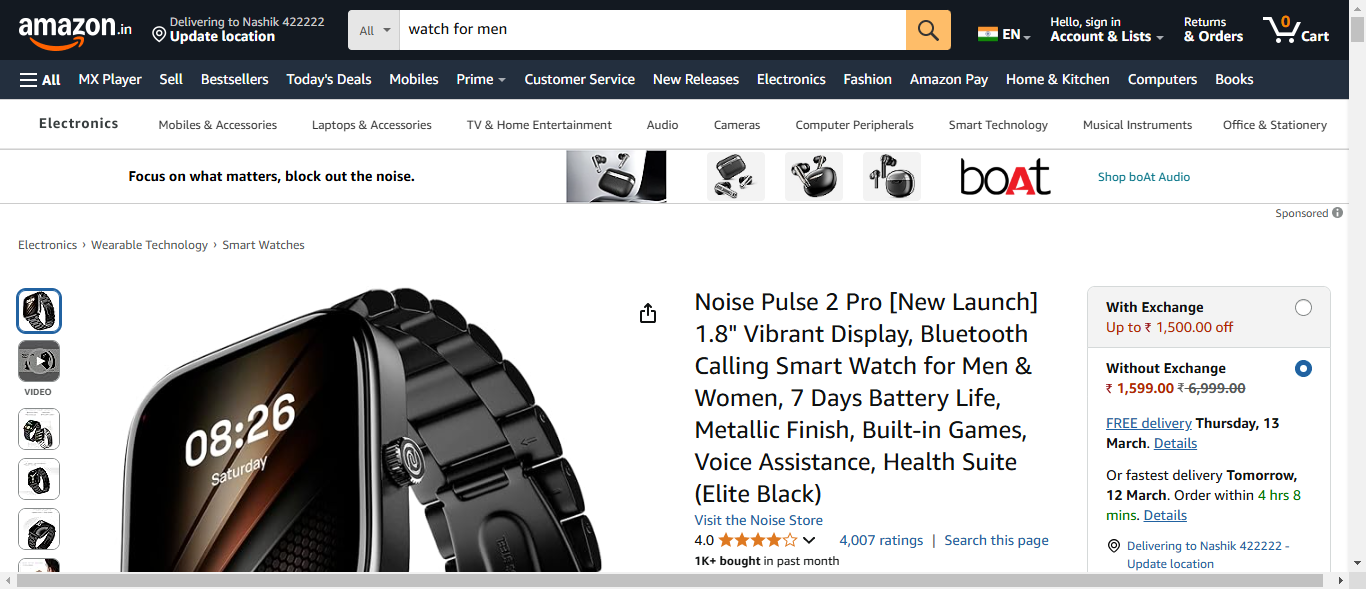 amazon.in
Delivering to Nashik 422222
Update location
All
watch for men
EN
Hello, sign in
Account & Lists
Returns
& Orders
0
Cart
All
MX Player
Sell
Bestsellers
Today's Deals
Mobiles
Prime
Customer Service
New Releases
Electronics
Fashion
Amazon Pay
Home & Kitchen
Computers
Books
Electronics
Mobiles & Accessories
Laptops & Accessories
TV & Home Entertainment
Audio
Cameras
Computer Peripherals
Smart Technology
Musical Instruments
Office & Stationery
Focus on what matters, block out the noise.
boAt
Shop boAt Audio
Sponsored
Electronics › Wearable Technology › Smart Watches
VIDEO
08:26
Saturday
Noise Pulse 2 Pro [New Launch]
1.8" Vibrant Display, Bluetooth
Calling Smart Watch for Men &
Women, 7 Days Battery Life,
Metallic Finish, Built-in Games,
Voice Assistance, Health Suite
(Elite Black)
Visit the Noise Store
4.0
4,007 ratings | Search this page
1K+ bought in past month
With Exchange
Up to ₹ 1,500.00 off
Without Exchange
₹ 1,599.00 ₹ 6,999.00
FREE delivery Thursday, 13
March. Details
Or fastest delivery Tomorrow,
12 March. Order within 4 hrs 8
mins. Details
Delivering to Nashik 422222 -
Update location